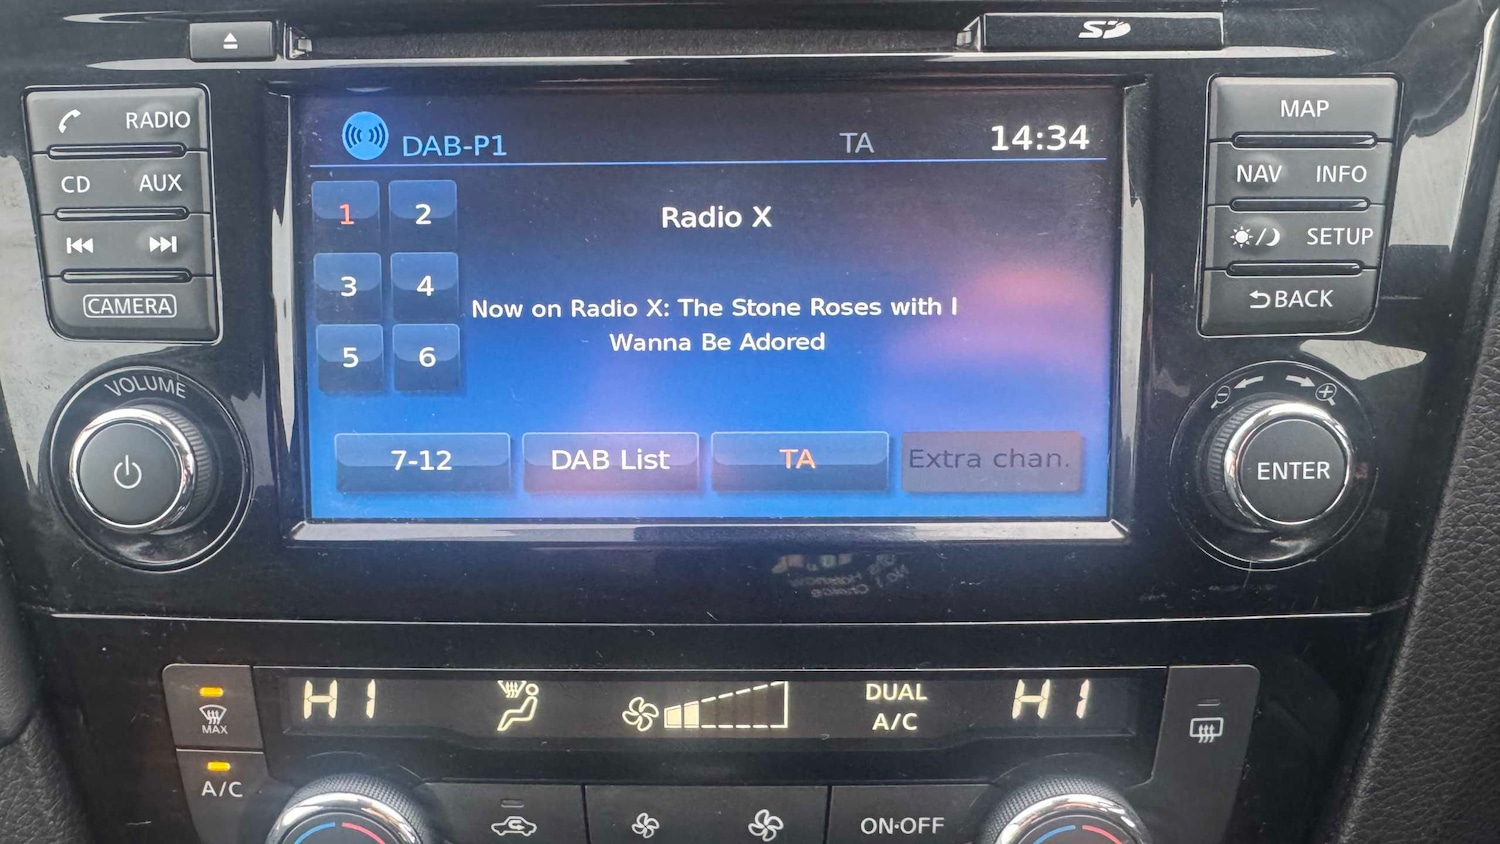 SD
RADIO
CD AUX
CAMERA
VOLUME
DAB-P1 TA 14:34
1 2
3 4
5 6
Radio X
Now on Radio X: The Stone Roses with I
Wanna Be Adored
7-12 DAB List TA Extra chan.
MAP
NAV INFO
SETUP
BACK
ENTER
HI DUAL HI
A/C
MAX
A/C
ON·OFF